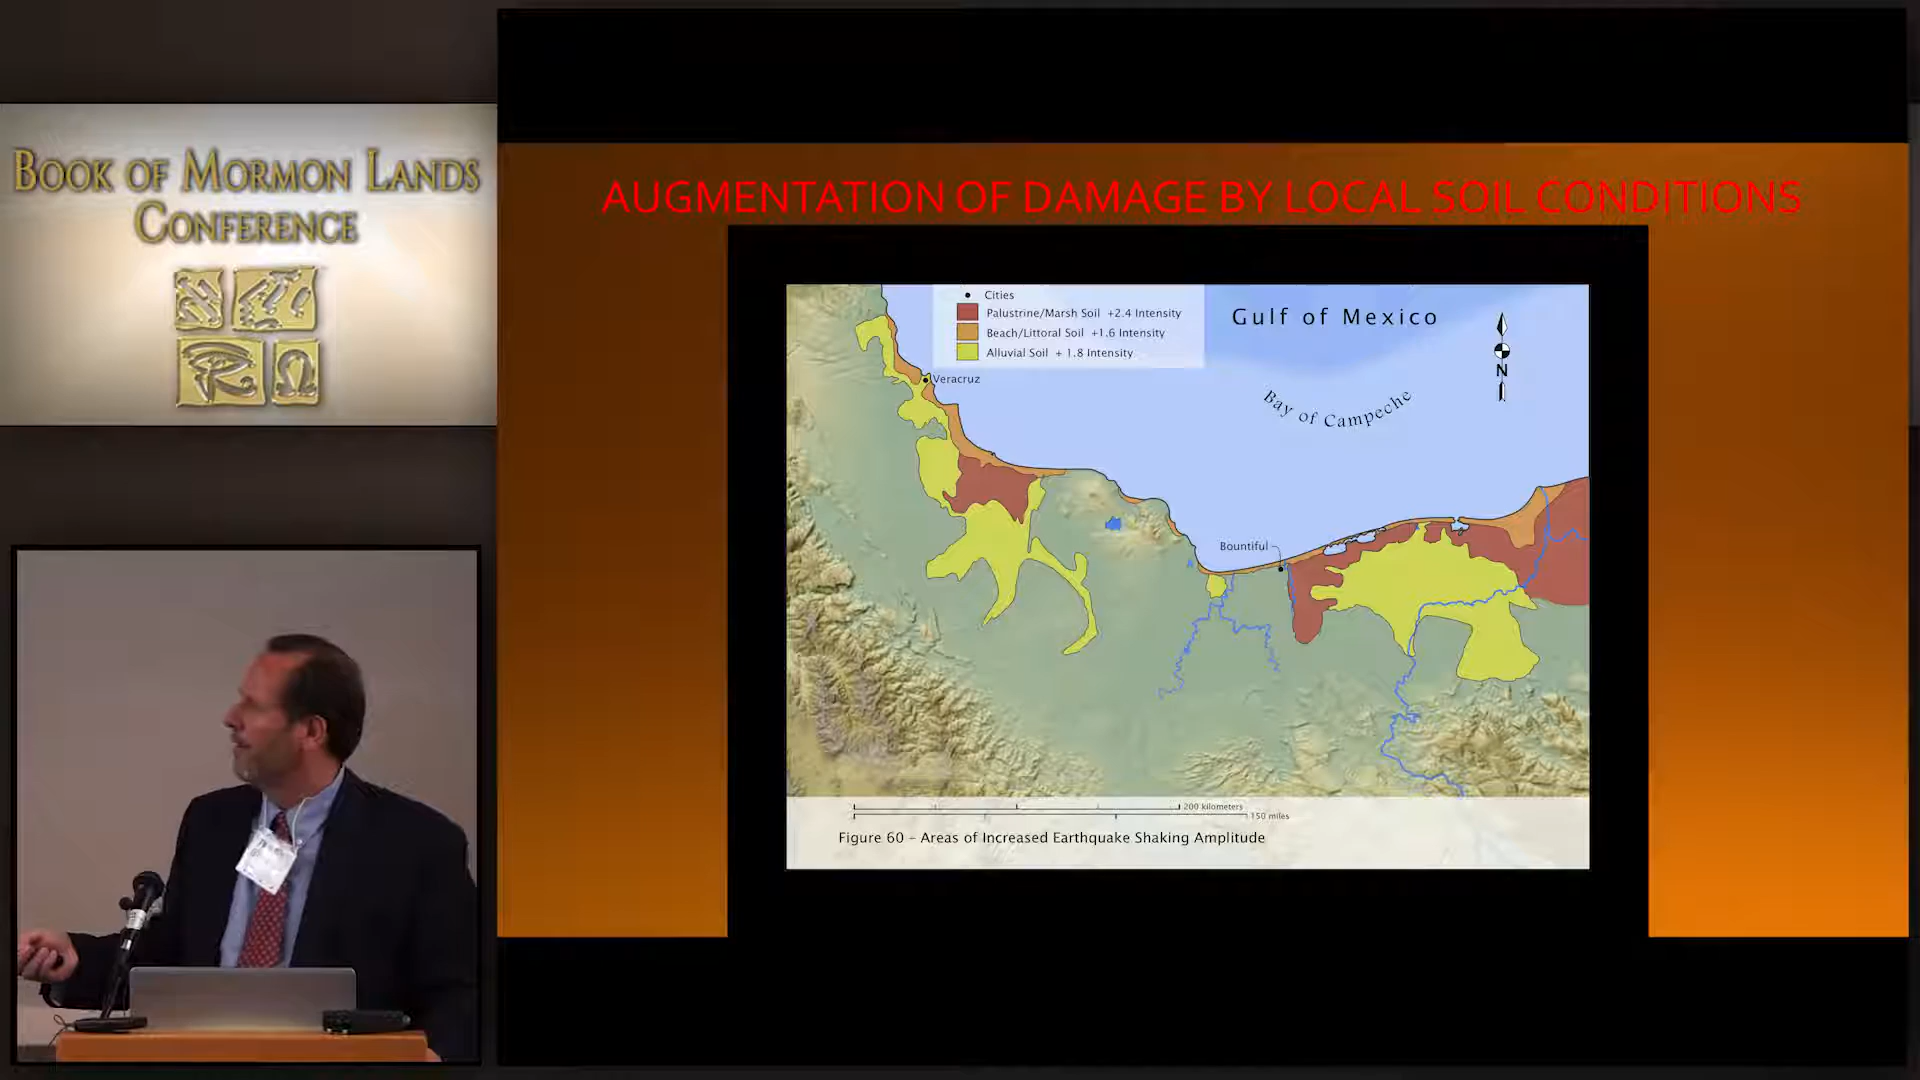 BOOK OF MORMON LANDS
CONFERENCE
AUGMENTATION OF DAMAGE BY LOCAL SOIL CONDITIONS
Cities
Palustrine/Marsh Soil +2.4 Intensity
Beach/Littoral Soil +1.6 Intensity
Alluvial Soil + 1.8 Intensity
Gulf of Mexico
N
Bay of Campeche
Veracruz
Bountiful
200 kilometers
150 miles
Figure 60 – Areas of Increased Earthquake Shaking Amplitude